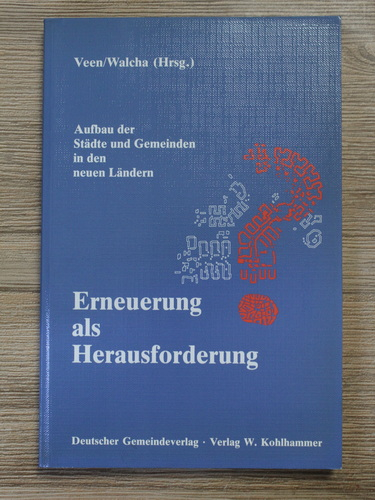 Veen/Walcha (Hrsg.)
Aufbau der
Städte und Gemeinden
in den
neuen Ländern
Erneuerung
als
Herausforderung
Deutscher Gemeindeverlag · Verlag W. Kohlhammer